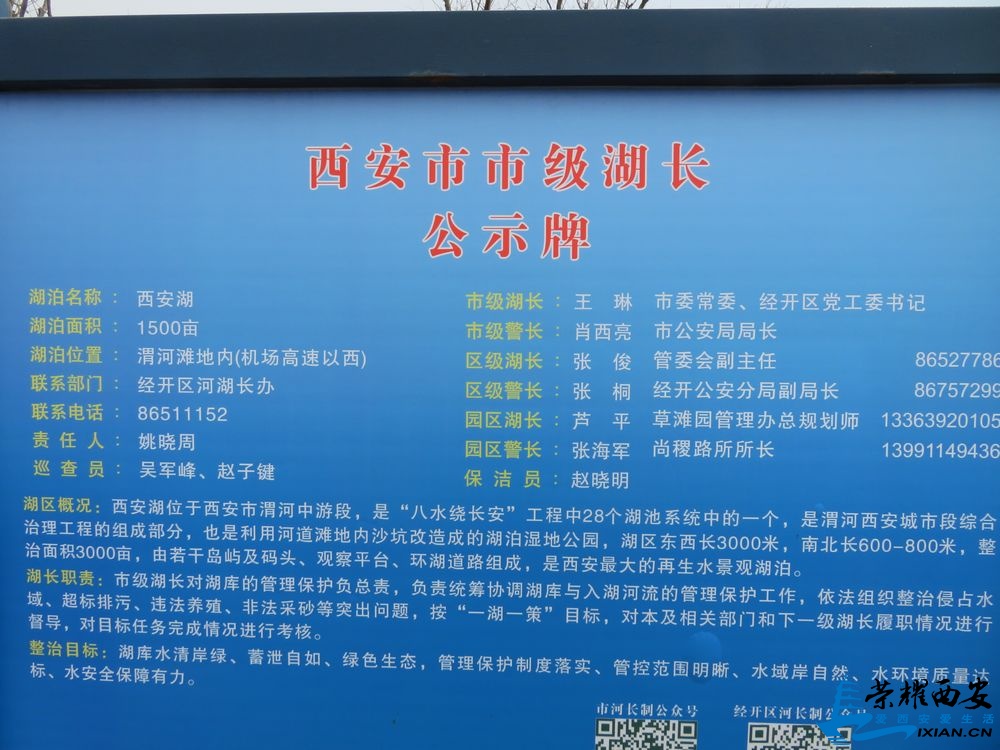 西安市市级湖长
公示牌
湖泊名称：西安湖
湖泊面积：1500亩
湖泊位置：渭河滩地内(机场高速以西)
联系部门：经开区河湖长办
联系电话：86511152
责任人：姚晓周
巡查员：吴军峰、赵子键
市级湖长：王琳 市委常委、经开区党工委书记
市级警长：肖西亮 市公安局局长
区级湖长：张俊 管委会副主任 86527786
区级警长：张桐 经开公安分局副局长 86757299
园区湖长：芦平 草滩园管理办总规划师 13363920105
园区警长：张海军 尚稷路所所长 13991149436
保洁员：赵晓明
湖区概况：西安湖位于西安市渭河中游段，是“八水绕长安”工程中28个湖池系统中的一个，是渭河西安城市段综合
治理工程的组成部分，也是利用河道滩地内沙坑改造成的湖泊湿地公园，湖区东西长3000米，南北长600-800米，整
治面积3000亩，由若干岛屿及码头、观察平台、环湖道路组成，是西安最大的再生水景观湖泊。
湖长职责：市级湖长对湖库的管理保护负总责，负责统筹协调湖库与入湖河流的管理保护工作，依法组织整治侵占水
域、超标排污、违法养殖、非法采砂等突出问题，按“一湖一策”目标，对本及相关部门和下一级湖长履职情况进行
督导，对目标任务完成情况进行考核。
整治目标：湖库水清岸绿、蓄泄自如、绿色生态，管理保护制度落实、管控范围明晰、水域岸自然、水环境质量达
标、水安全保障有力。
市河长制公众号
经开区河长制公众号
荣耀西安
爱西安爱生活
IXIAN.CN